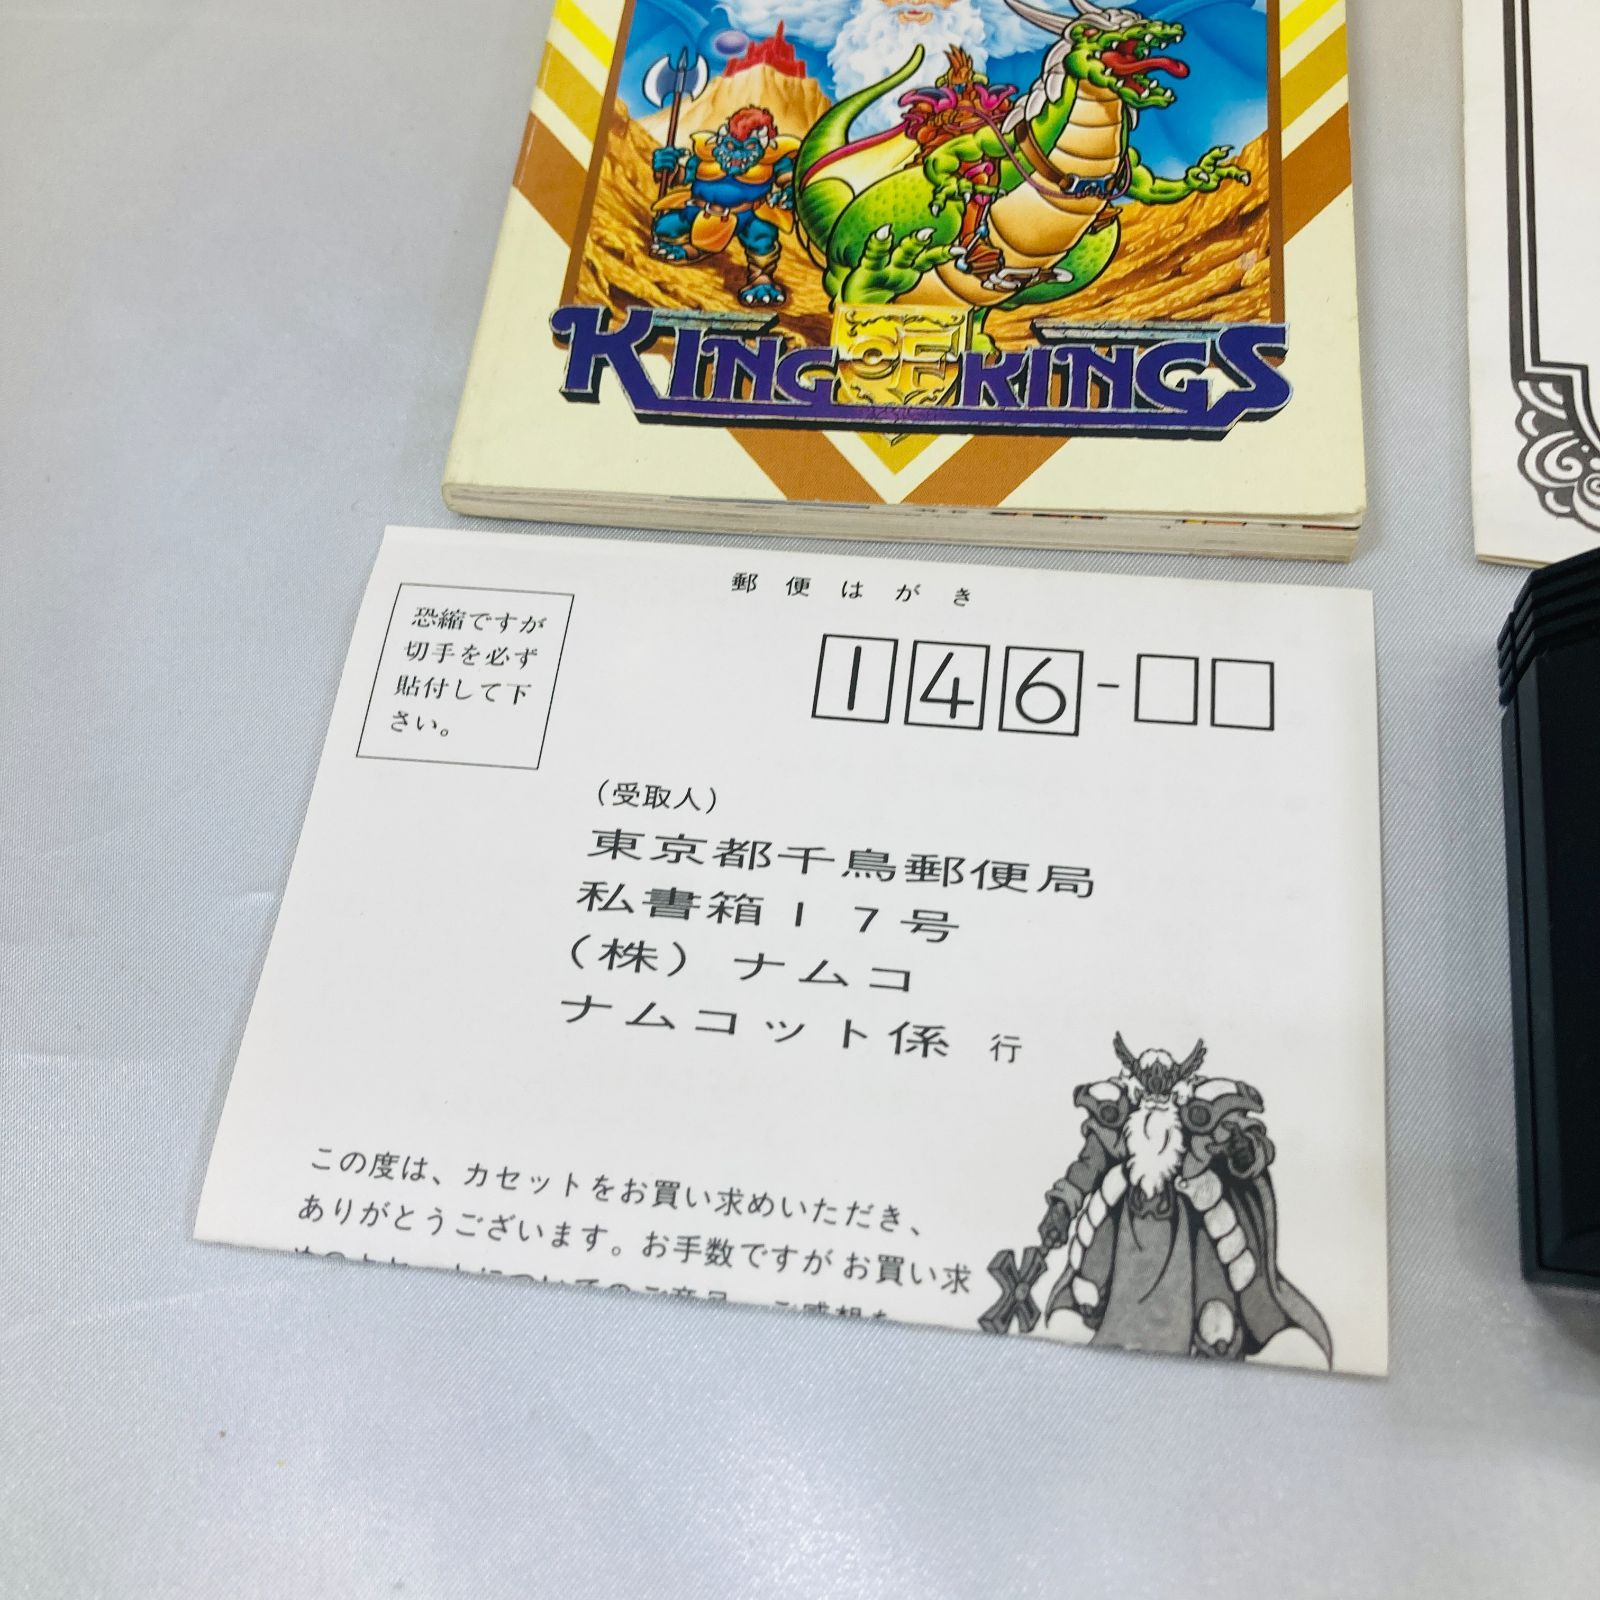 KING OF KINGS
郵便はがき
恐縮ですが
切手を必ず
貼付して下
さい。
146-
(受取人)
東京都千鳥郵便局
私書箱17号
(株)ナムコ
ナムコット係 行
この度は、カセットをお買い求めいただき、
ありがとうございます。お手数ですがお買い求